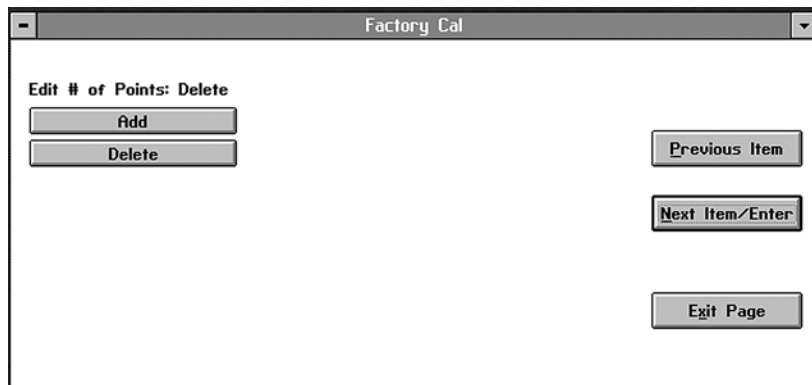 Factory Cal
Edit # of Points: Delete
Add
Delete
Previous Item
Next Item/Enter
Exit Page